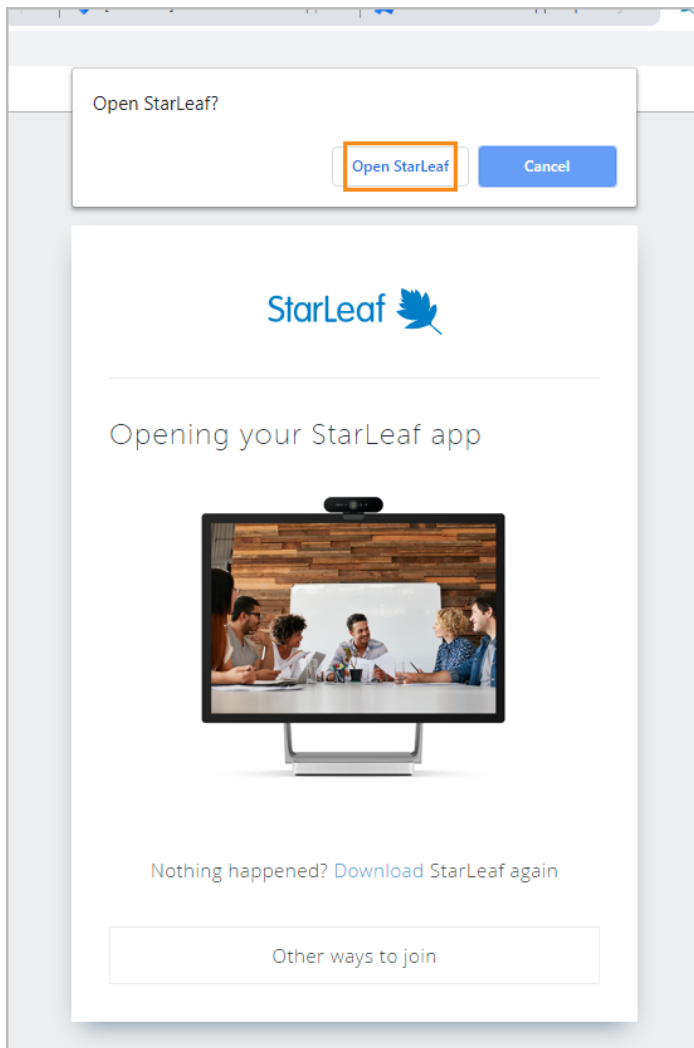 Open StarLeaf?
Open StarLeaf
Cancel
StarLeaf
Opening your StarLeaf app
Nothing happened? Download StarLeaf again
Other ways to join